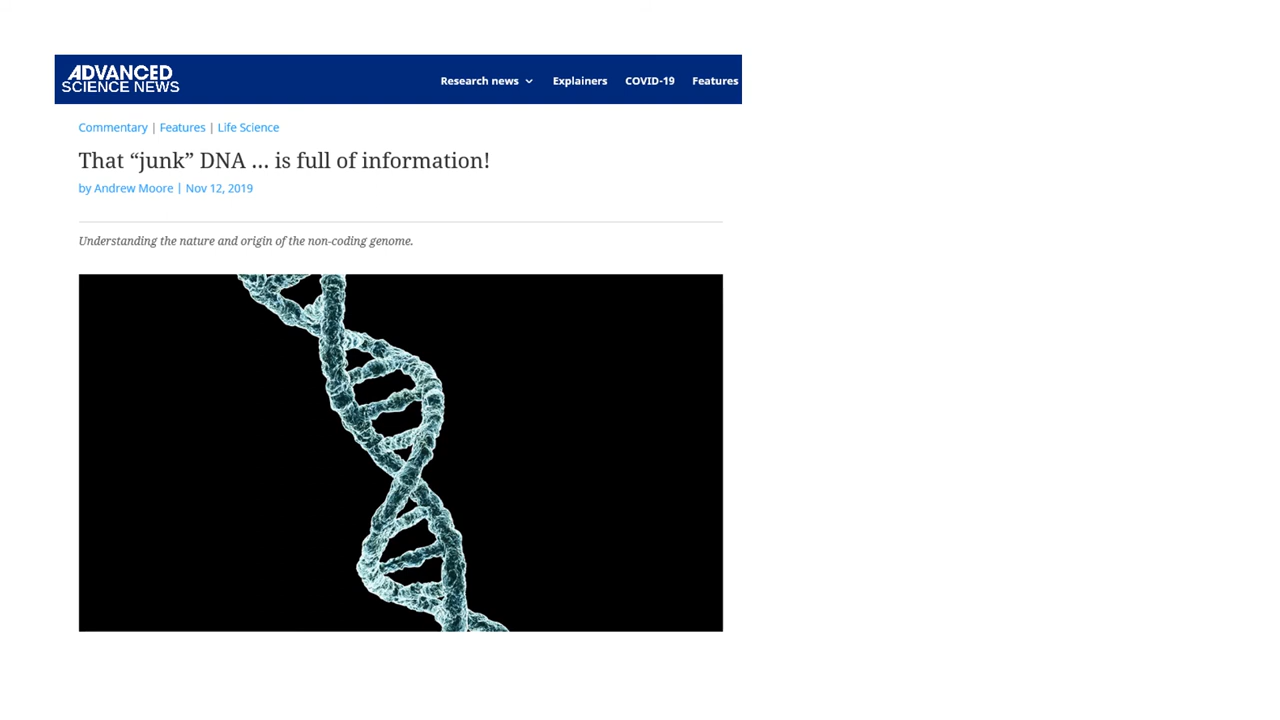 ADVANCED
SCIENCE NEWS
Research news Explainers COVID-19 Features
Commentary | Features | Life Science
That “junk” DNA … is full of information!
by Andrew Moore | Nov 12, 2019
Understanding the nature and origin of the non-coding genome.